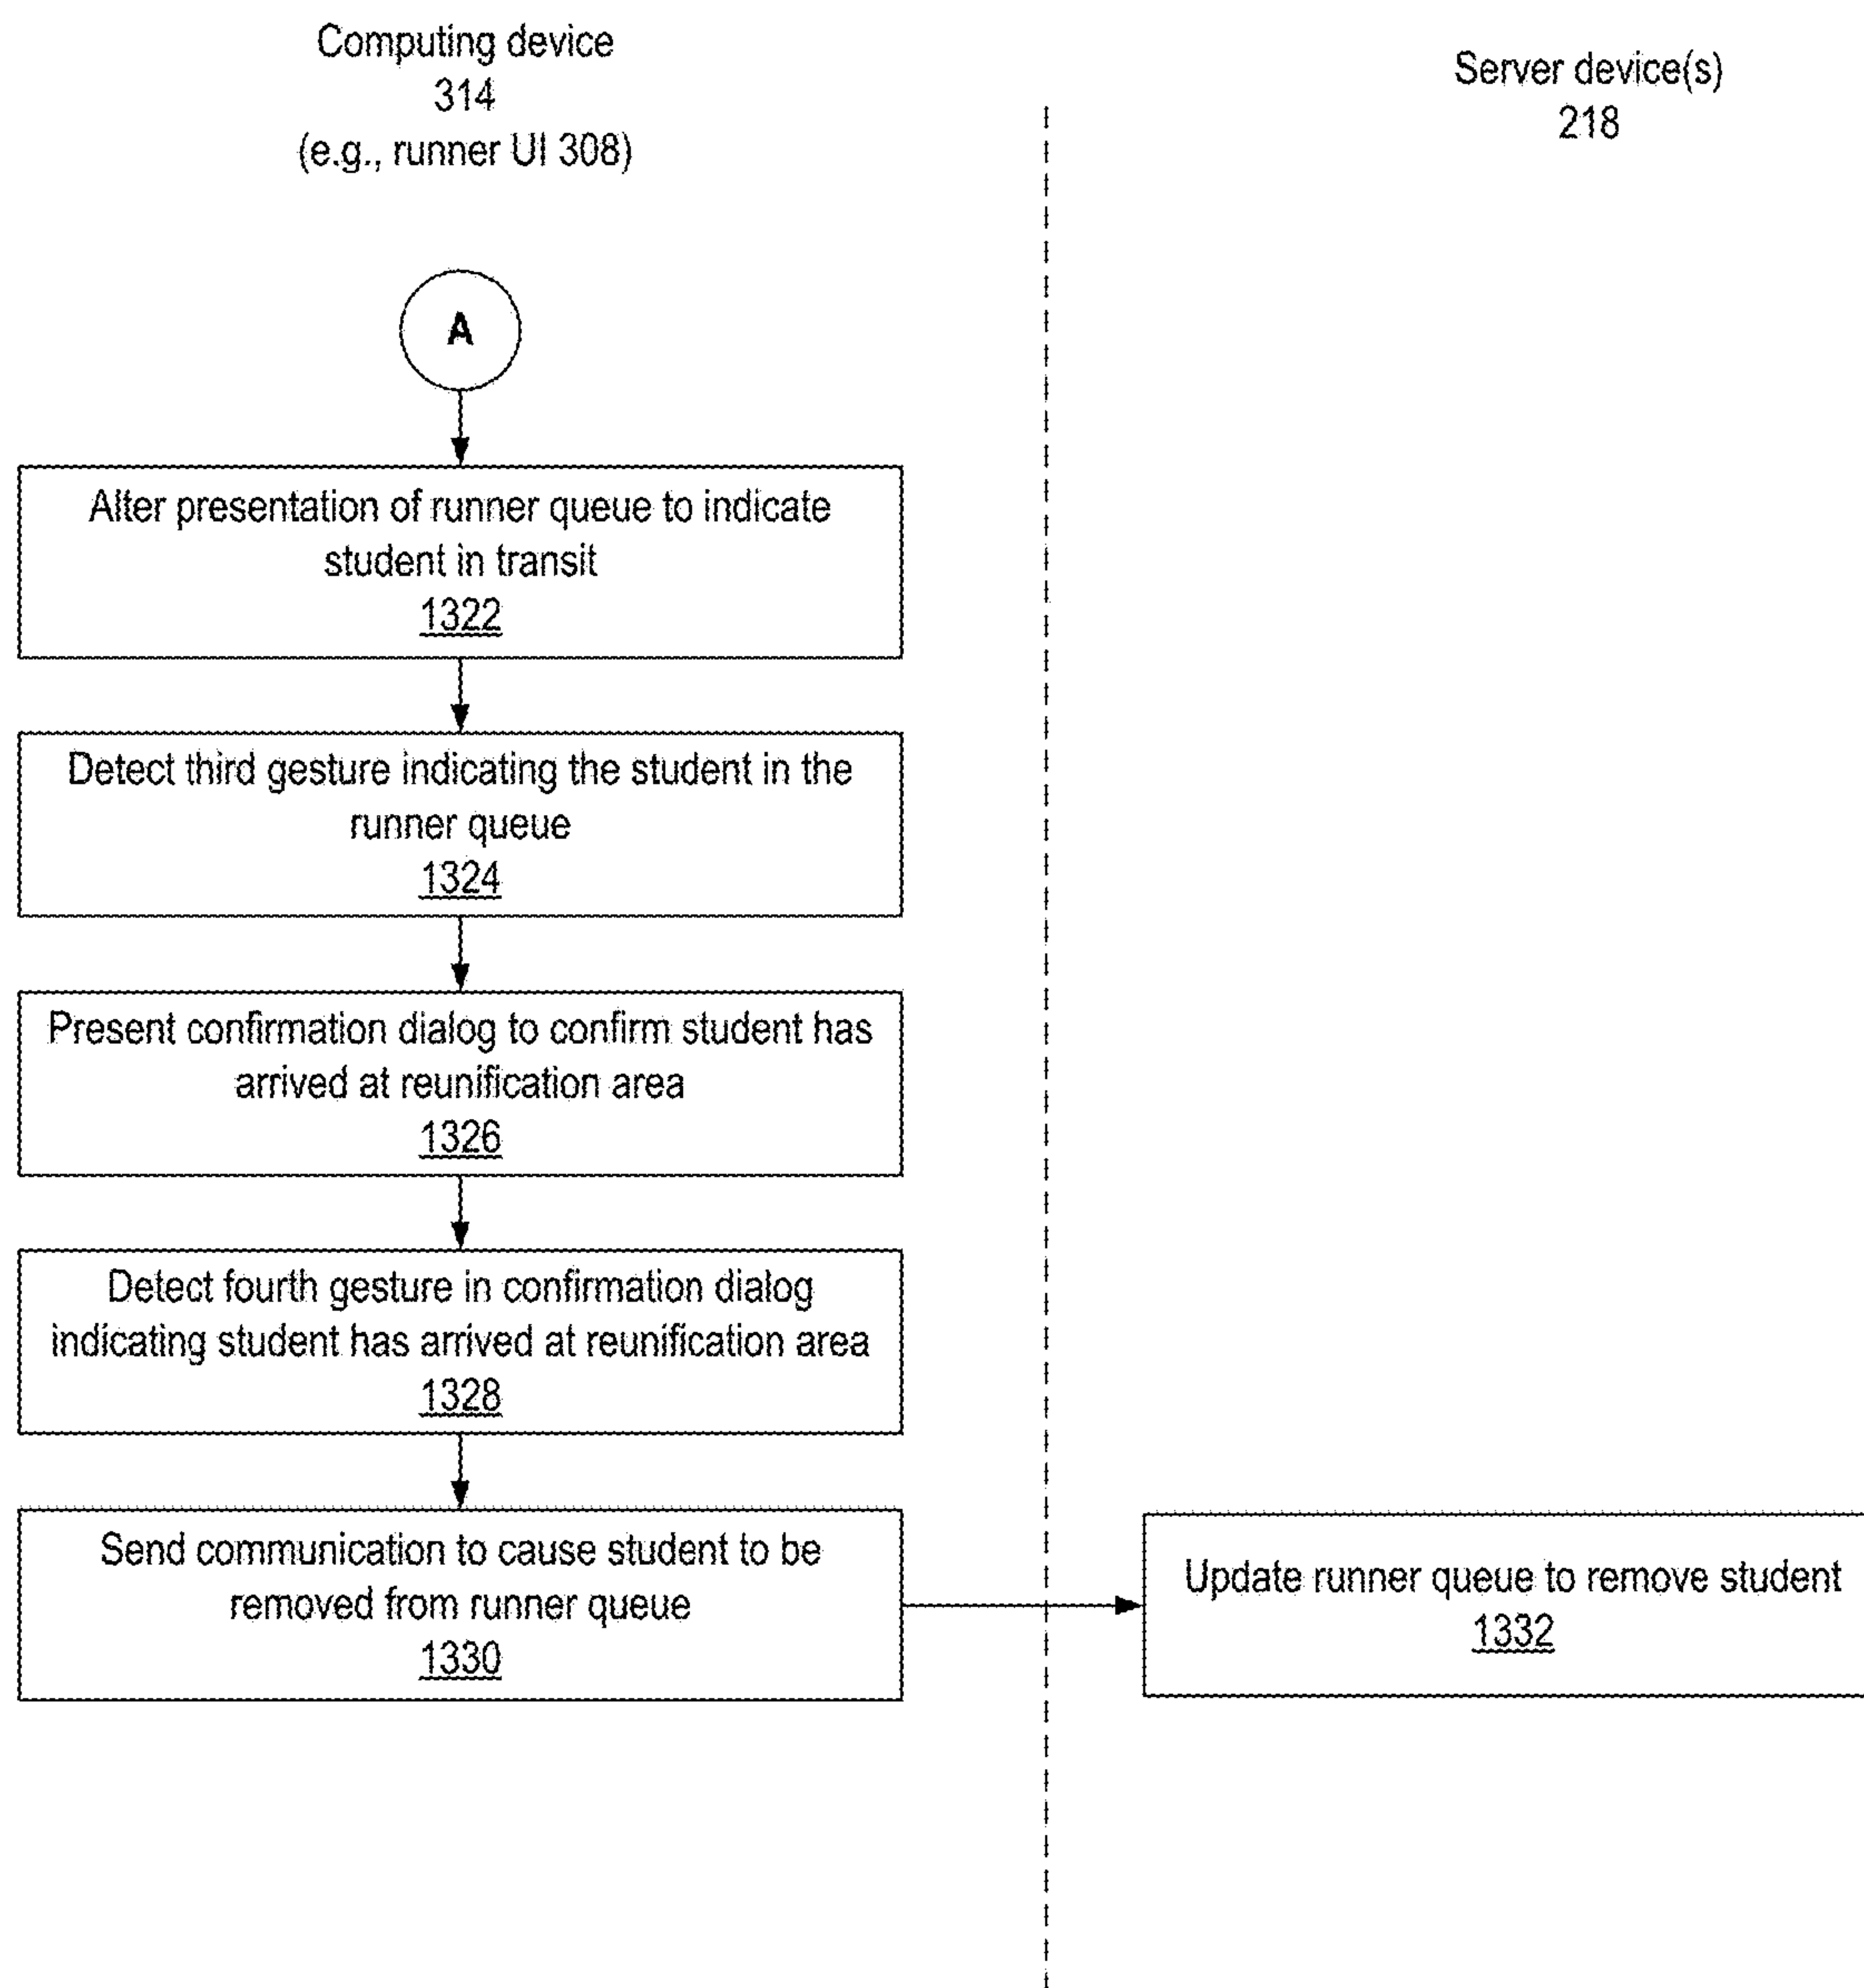 Computing device
314
(e.g., runner UI 308)
Server device(s)
218
A
Alter presentation of runner queue to indicate
student in transit
1322
Detect third gesture indicating the student in the
runner queue
1324
Present confirmation dialog to confirm student has
arrived at reunification area
1326
Detect fourth gesture in confirmation dialog
indicating student has arrived at reunification area
1328
Send communication to cause student to be
removed from runner queue
1330
Update runner queue to remove student
1332